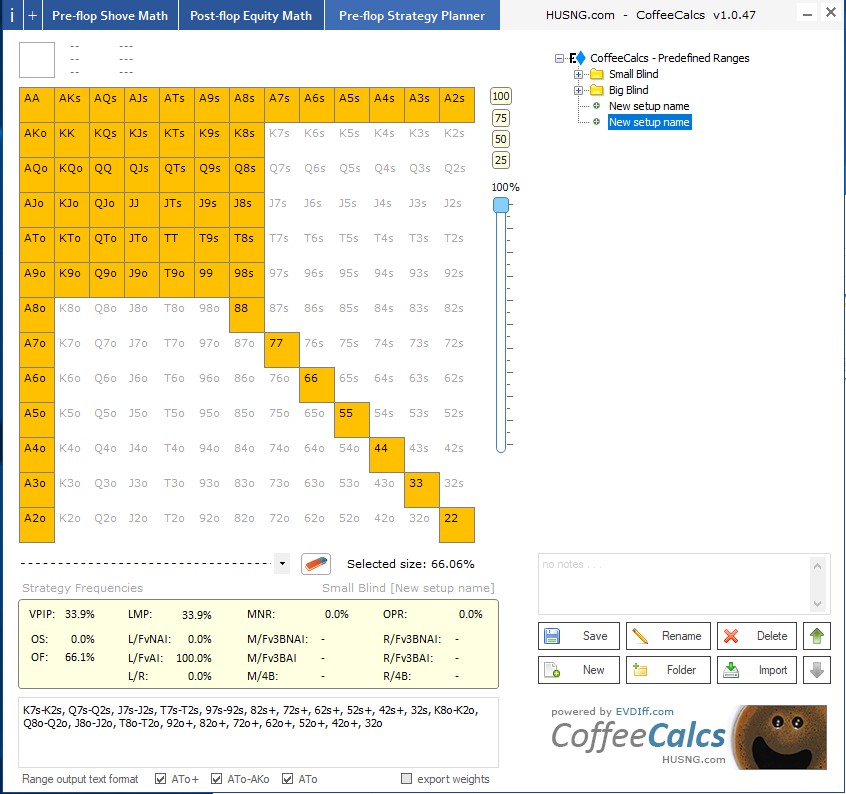 i + Pre-flop Shove Math Post-flop Equity Math Pre-flop Strategy Planner HUSNG.com - CoffeeCalcs v1.0.47
-- ---
-- ---
-- ---
CoffeeCalcs - Predefined Ranges
Small Blind
Big Blind
New setup name
New setup name
AA AKs AQs AJs ATs A9s A8s A7s A6s A5s A4s A3s A2s
AKo KK KQs KJs KTs K9s K8s K7s K6s K5s K4s K3s K2s
AQo KQo QQ QJs QTs Q9s Q8s Q7s Q6s Q5s Q4s Q3s Q2s
AJo KJo QJo JJ JTs J9s J8s J7s J6s J5s J4s J3s J2s
ATo KTo QTo JTo TT T9s T8s T7s T6s T5s T4s T3s T2s
A9o K9o Q9o J9o T9o 99 98s 97s 96s 95s 94s 93s 92s
A8o K8o Q8o J8o T8o 98o 88 87s 86s 85s 84s 83s 82s
A7o K7o Q7o J7o T7o 97o 87o 77 76s 75s 74s 73s 72s
A6o K6o Q6o J6o T6o 96o 86o 76o 66 65s 64s 63s 62s
A5o K5o Q5o J5o T5o 95o 85o 75o 65o 55 54s 53s 52s
A4o K4o Q4o J4o T4o 94o 84o 74o 64o 54o 44 43s 42s
A3o K3o Q3o J3o T3o 93o 83o 73o 63o 53o 43o 33 32s
A2o K2o Q2o J2o T2o 92o 82o 72o 62o 52o 42o 32o 22
100
75
50
25
100%
Selected size: 66.06%
Strategy Frequencies Small Blind [New setup name]
VPIP: 33.9% LMP: 33.9% MNR: 0.0% OPR: 0.0%
OS: 0.0% L/FvNAI: 0.0% M/Fv3BNAI: - R/Fv3BNAI: -
OF: 66.1% L/FvAI: 100.0% M/Fv3BAI - R/Fv3BAI: -
L/R: 0.0% M/4B: - R/4B: -
K7s-K2s, Q7s-Q2s, J7s-J2s, T7s-T2s, 97s-92s, 82s+, 72s+, 62s+, 52s+, 42s+, 32s, K8o-K2o,
Q8o-Q2o, J8o-J2o, T8o-T2o, 92o+, 82o+, 72o+, 62o+, 52o+, 42o+, 32o
Range output text format ATo+ ATo-AKo ATo export weights
no notes . . .
Save Rename Delete
New Folder Import
powered by EVDiff.com
CoffeeCalcs
HUSNG.com